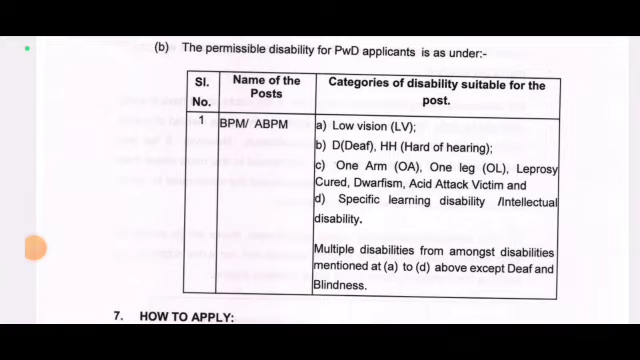 (b) The permissible disability for PwD applicants is as under:-
Sl. No.
Name of the Posts
Categories of disability suitable for the post.
1
BPM/ ABPM
a) Low vision (LV);
b) D(Deaf), HH (Hard of hearing);
c) One Arm (OA), One leg (OL), Leprosy
Cured, Dwarfism, Acid Attack Victim and
d) Specific learning disability /Intellectual
disability.
Multiple disabilities from amongst disabilities
mentioned at (a) to (d) above except Deaf and
Blindness.
7. HOW TO APPLY: